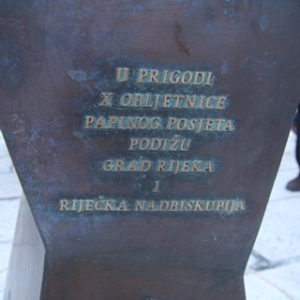 U PRIGODI
X OBLJETNICE
PAPINOG POSJETA
PODIŽU
GRAD RIJEKA
I
RIJEČKA NADBISKUPIJA